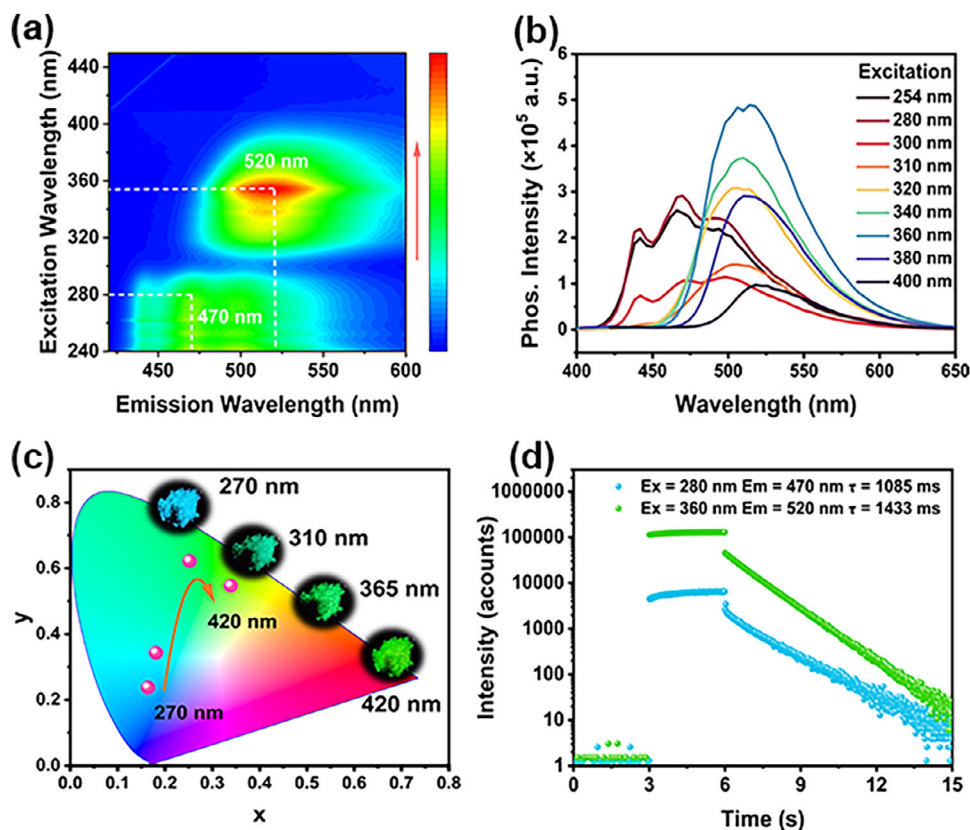 (a)
Excitation Wavelength (nm)
440
400
360
320
280
240
520 nm
470 nm
450
500
550
600
Emission Wavelength (nm)
(b)
Phos. Intensity (×10⁵ a.u.)
6
5
4
3
2
1
0
Excitation
254 nm
280 nm
300 nm
310 nm
320 nm
340 nm
360 nm
380 nm
400 nm
400
450
500
550
600
650
Wavelength (nm)
(c)
y
0.8
0.6
0.4
0.2
0.0
270 nm
310 nm
365 nm
420 nm
420 nm
270 nm
0.0
0.1
0.2
0.3
0.4
0.5
0.6
0.7
0.8
x
(d)
Intensity (accounts)
1000000
100000
10000
1000
100
10
1
Ex = 280 nm Em = 470 nm τ = 1085 ms
Ex = 360 nm Em = 520 nm τ = 1433 ms
0
3
6
9
12
15
Time (s)